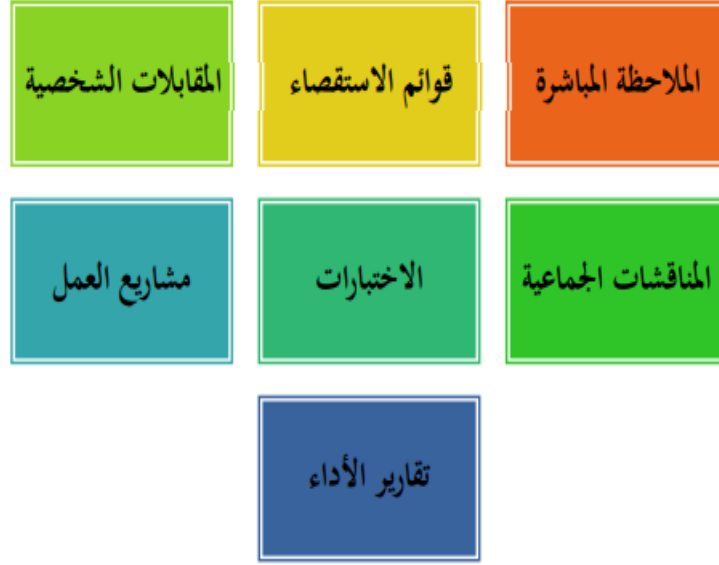 الملاحظة المباشرة
قوائم الاستقصاء
المقابلات الشخصية
المناقشات الجماعية
الاختبارات
مشاريع العمل
تقارير الأداء